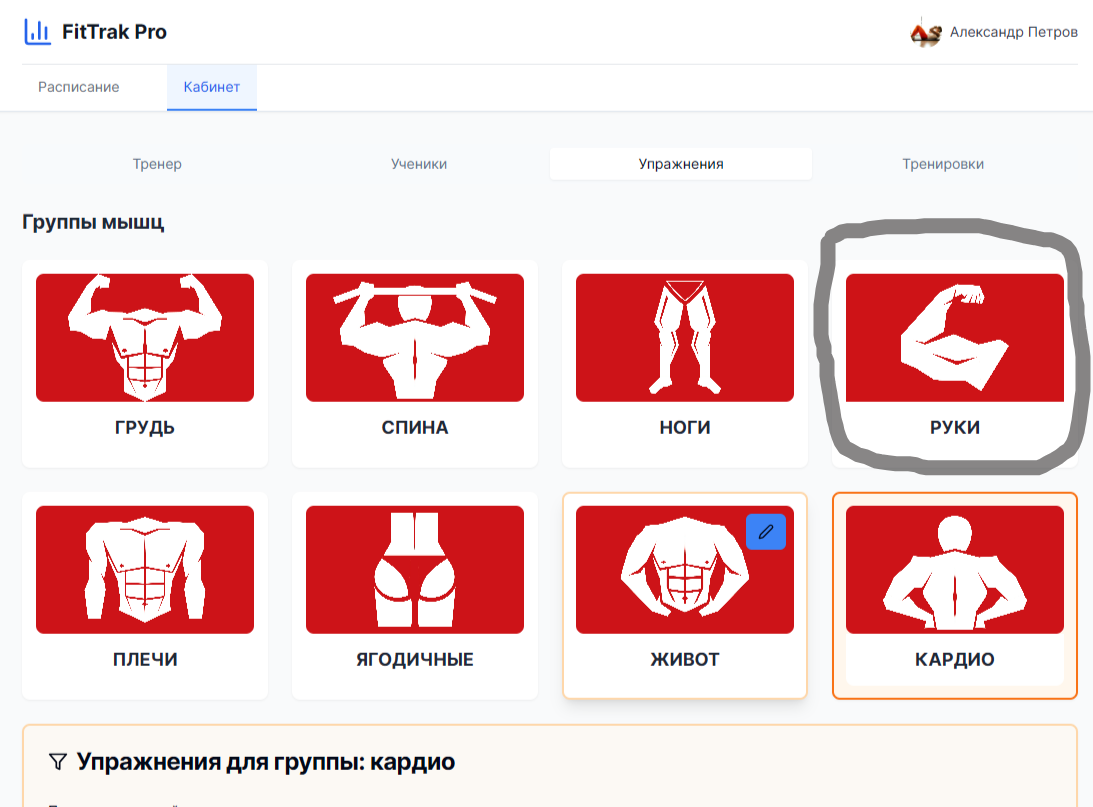 FitTrak Pro
Александр Петров
Расписание
Кабинет
Тренер
Ученики
Упражнения
Тренировки
Группы мышц
ГРУДЬ
СПИНА
НОГИ
РУКИ
ПЛЕЧИ
ЯГОДИЧНЫЕ
ЖИВОТ
КАРДИО
Упражнения для группы: кардио